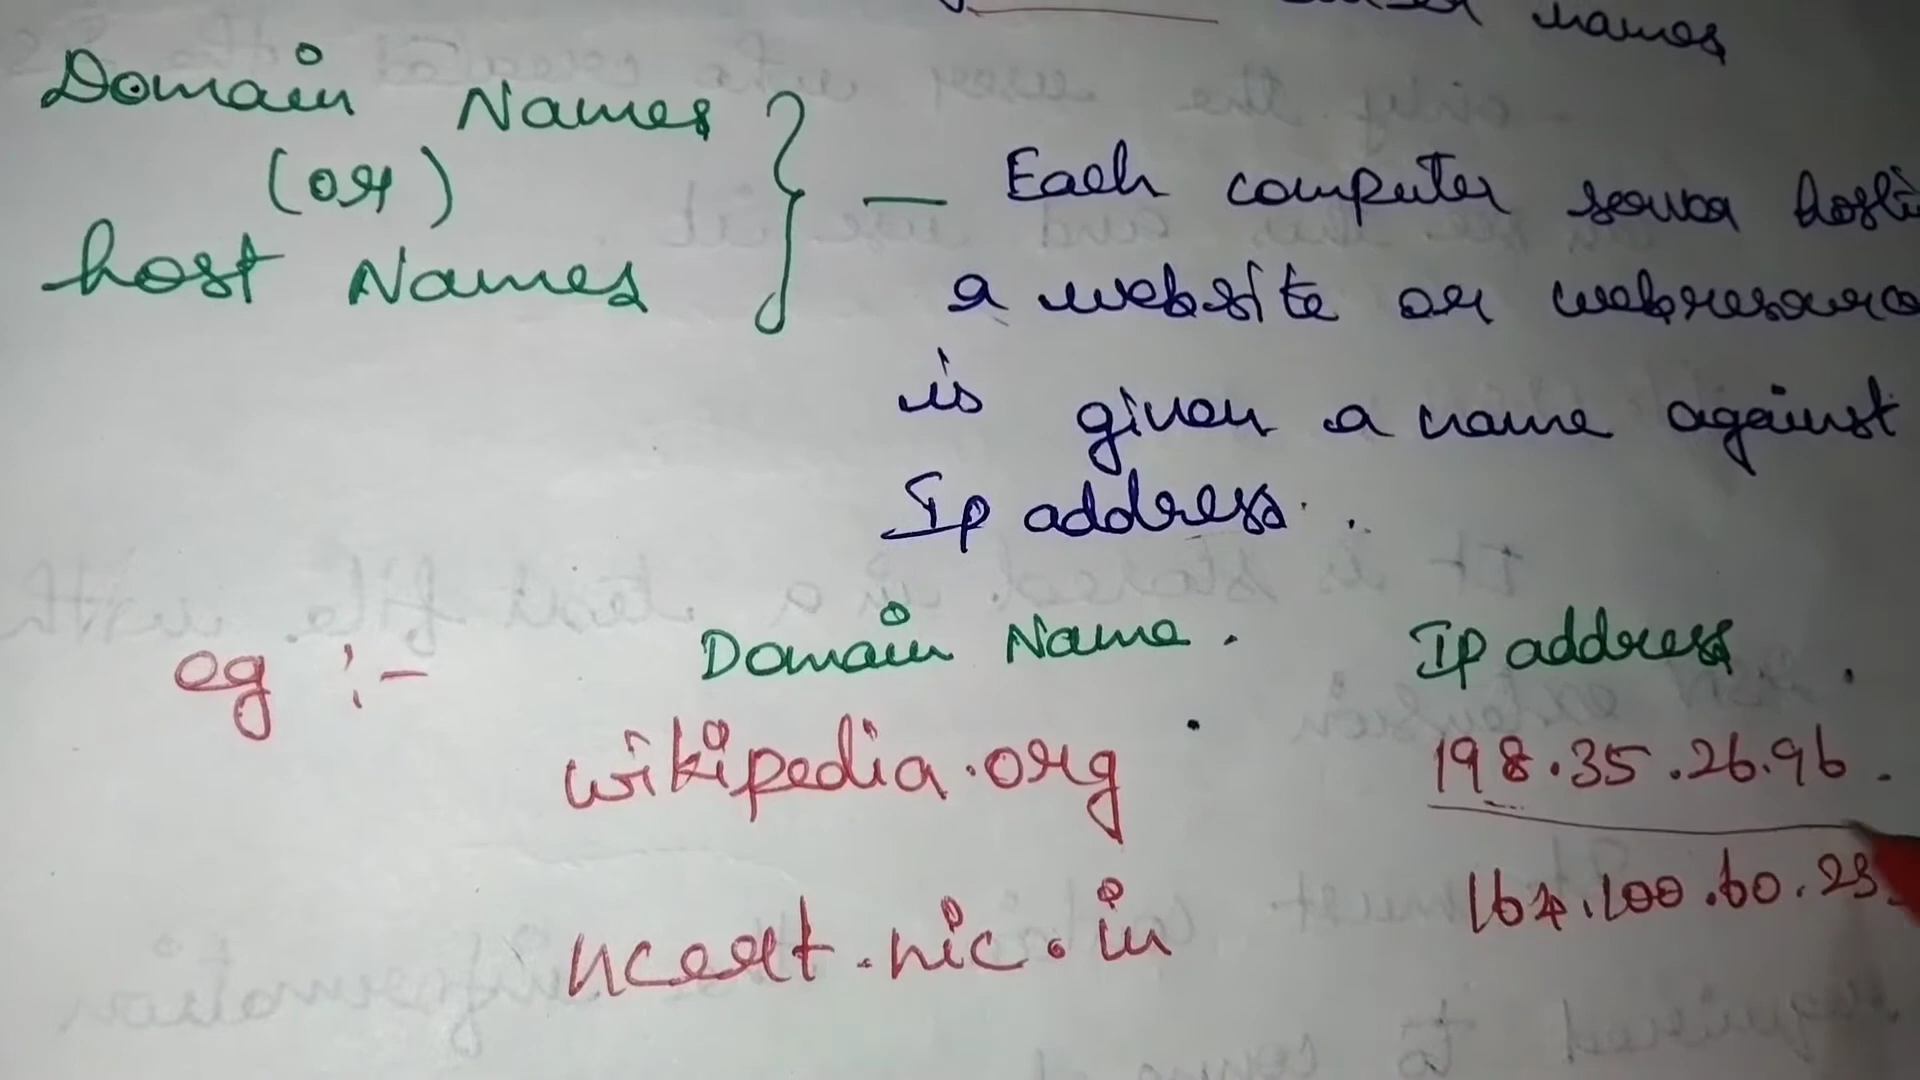 names
Domain Names
(or)
host Names
— Each computer server hosti
a website or webresource
is given a name against
Ip address.
eg :- Domain Name. Ip address
wikipedia.org 198.35.26.96.
ncert.nic.in 164.100.60.23